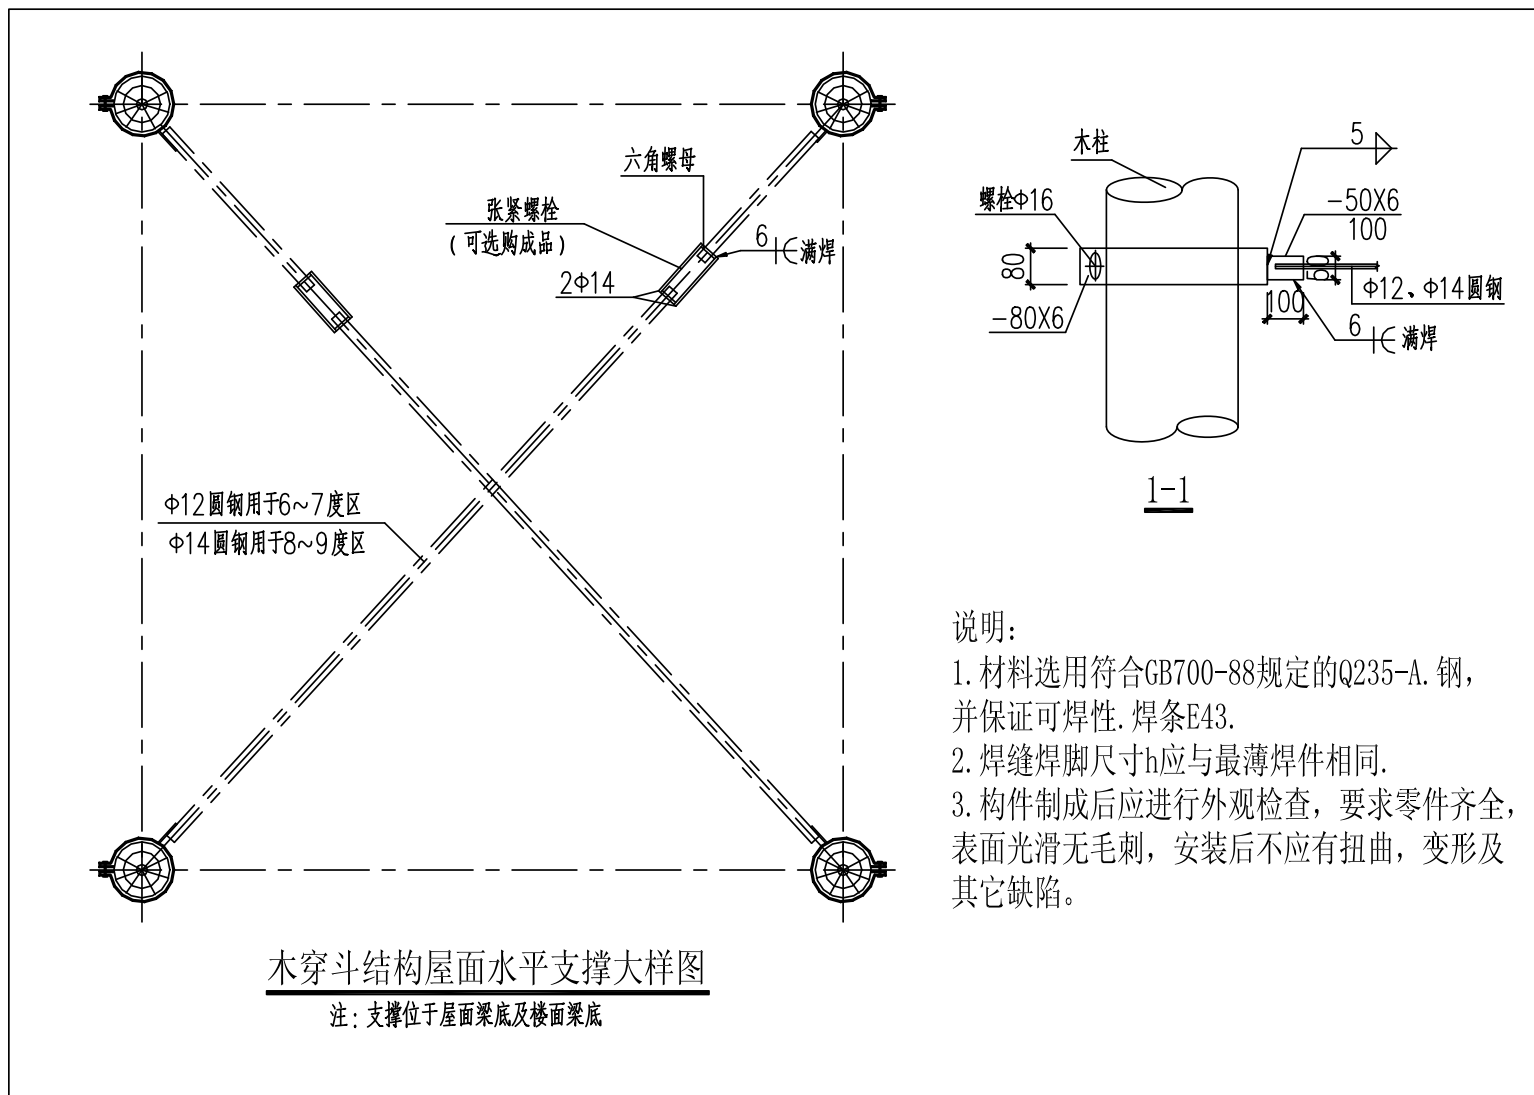 六角螺母
张紧螺栓
(可选购成品)
6 满焊
2Φ14
Φ12圆钢用于6~7度区
Φ14圆钢用于8~9度区
木穿斗结构屋面水平支撑大样图
注:支撑位于屋面梁底及楼面梁底
木柱
5
螺栓Φ16
-50X6
100
80
80
Φ12、Φ14圆钢
100
-80X6
6 满焊
1-1
说明:
1.材料选用符合GB700-88规定的Q235-A.钢,
并保证可焊性.焊条E43.
2.焊缝焊脚尺寸h应与最薄焊件相同.
3.构件制成后应进行外观检查,要求零件齐全,
表面光滑无毛刺,安装后不应有扭曲,变形及
其它缺陷。